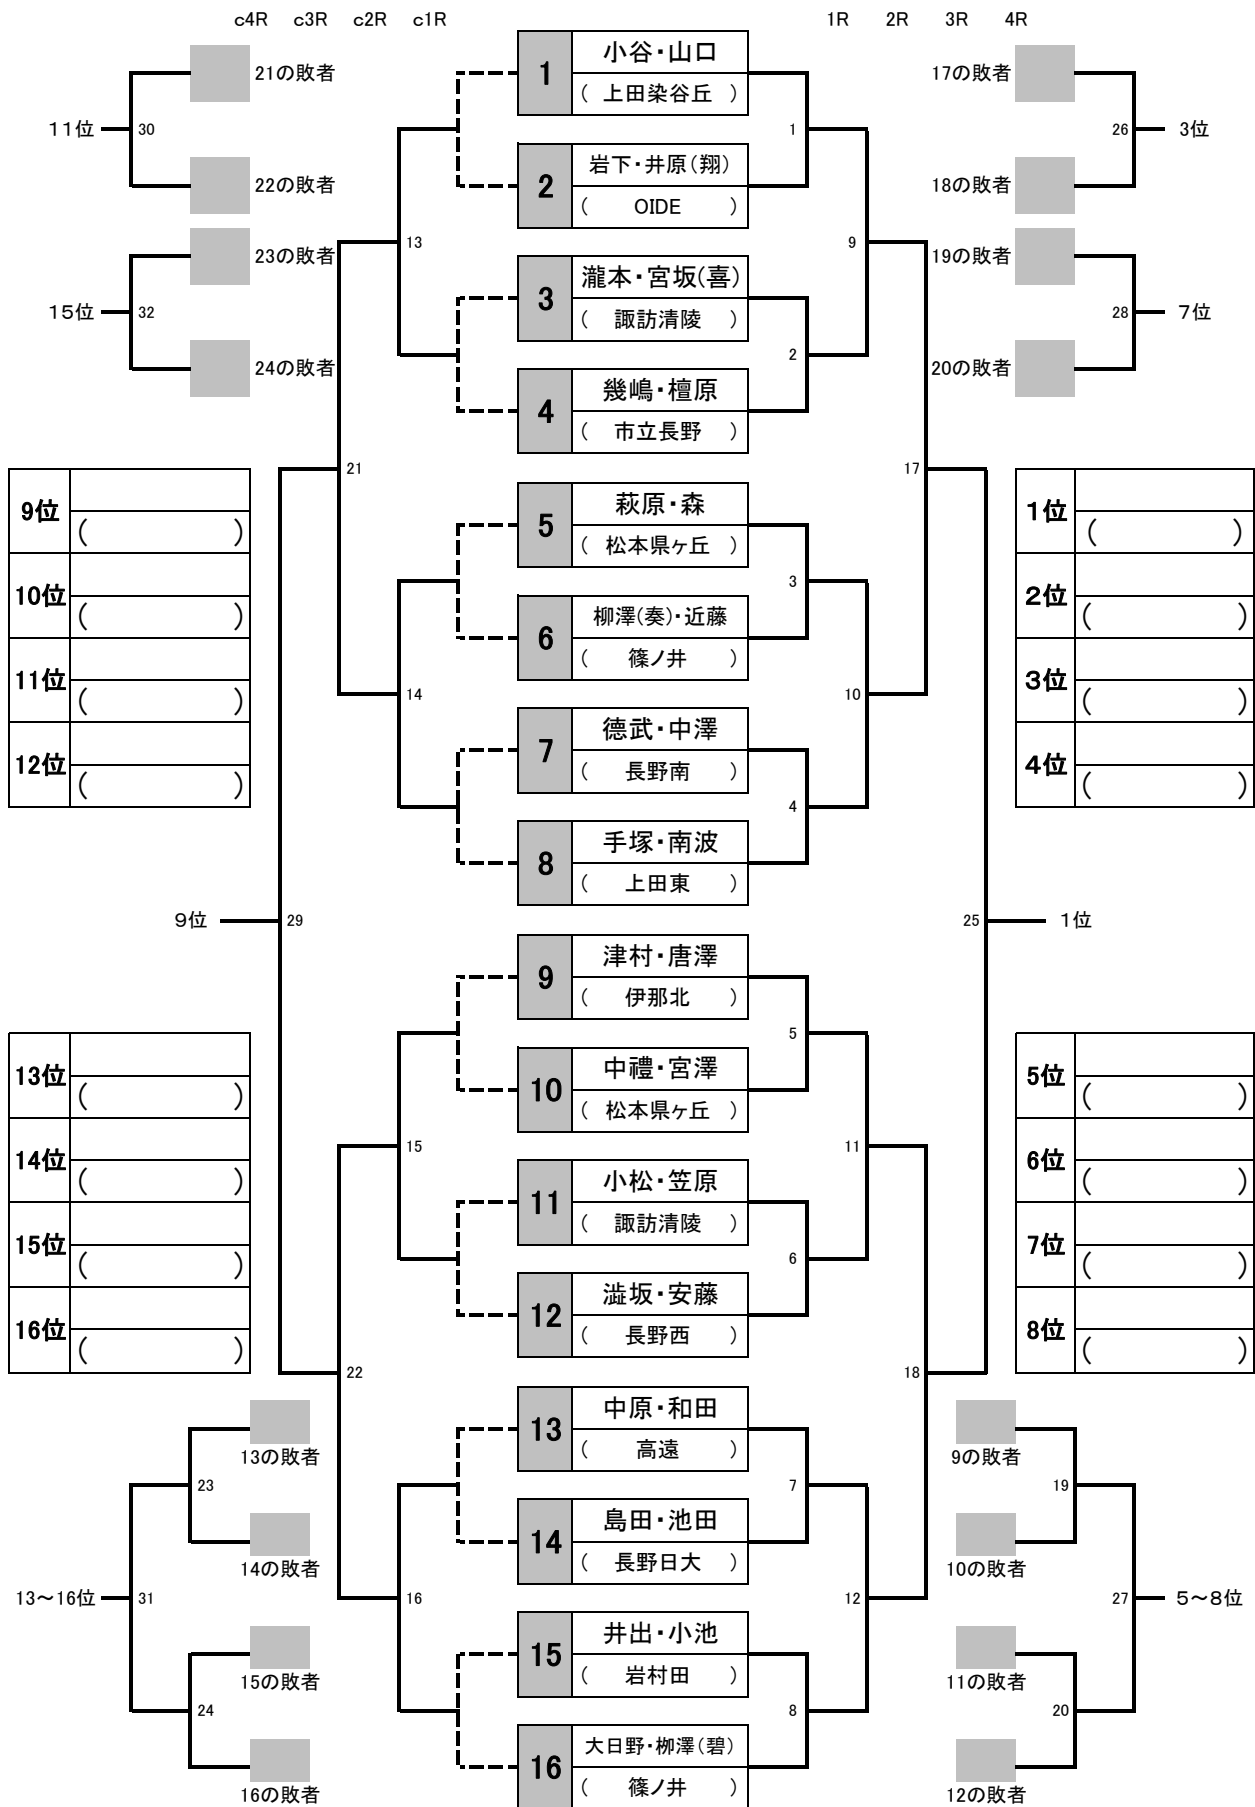 c4R c3R c2R c1R
1R 2R 3R 4R
21の敗者
11位
30
22の敗者
23の敗者
15位
32
24の敗者
17の敗者
26
3位
18の敗者
19の敗者
28
7位
20の敗者
1
小谷・山口
( 上田染谷丘 )
2
岩下・井原(翔)
( OIDE )
3
瀧本・宮坂(喜)
( 諏訪清陵 )
4
幾嶋・檀原
( 市立長野 )
5
萩原・森
( 松本県ヶ丘 )
6
柳澤(奏)・近藤
( 篠ノ井 )
7
德武・中澤
( 長野南 )
8
手塚・南波
( 上田東 )
9
津村・唐澤
( 伊那北 )
10
中禮・宮澤
( 松本県ヶ丘 )
11
小松・笠原
( 諏訪清陵 )
12
澁坂・安藤
( 長野西 )
13
中原・和田
( 高遠 )
14
島田・池田
( 長野日大 )
15
井出・小池
( 岩村田 )
16
大日野・栁澤(碧)
( 篠ノ井 )
13
21
14
29
15
22
16
1
2
3
4
5
6
7
8
9
10
11
12
17
18
25
9位
1位
9位
( )
10位
( )
11位
( )
12位
( )
13位
( )
14位
( )
15位
( )
16位
( )
1位
( )
2位
( )
3位
( )
4位
( )
5位
( )
6位
( )
7位
( )
8位
( )
13の敗者
23
14の敗者
13～16位
31
15の敗者
24
16の敗者
9の敗者
19
10の敗者
27
5～8位
11の敗者
20
12の敗者